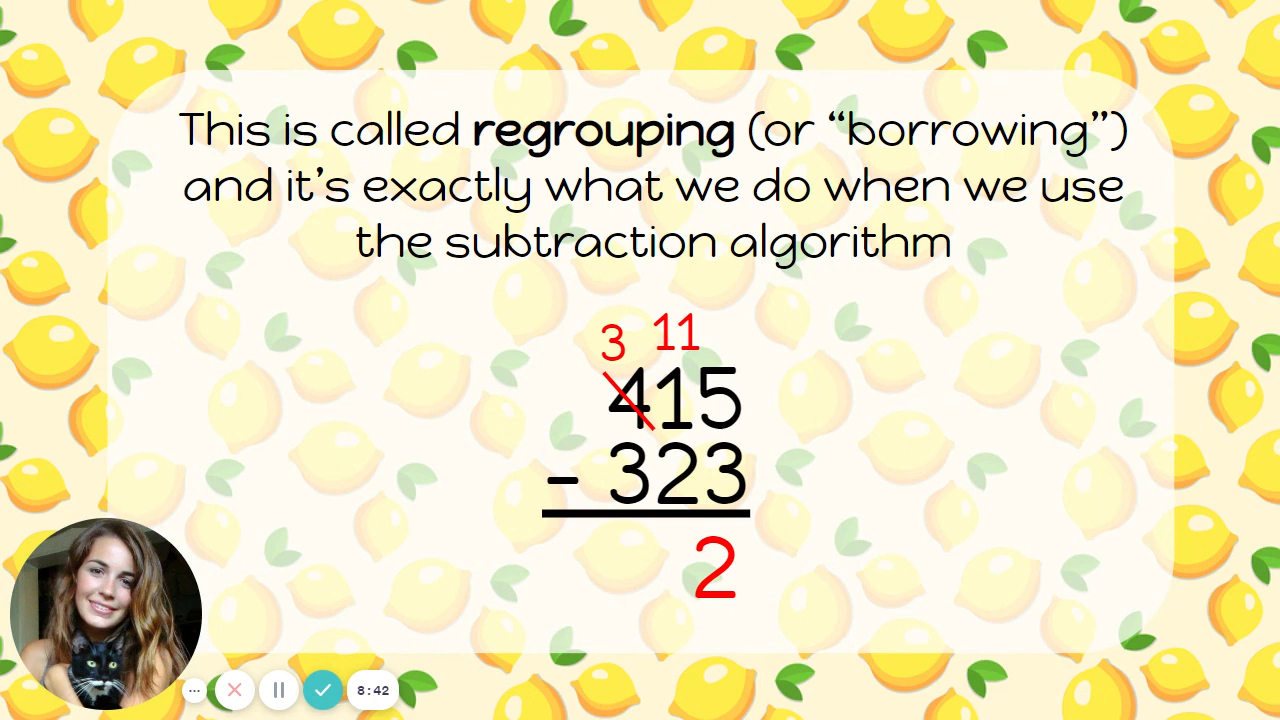 This is called regrouping (or “borrowing”)
and it’s exactly what we do when we use
the subtraction algorithm
3 11
415
- 323
2
8:42